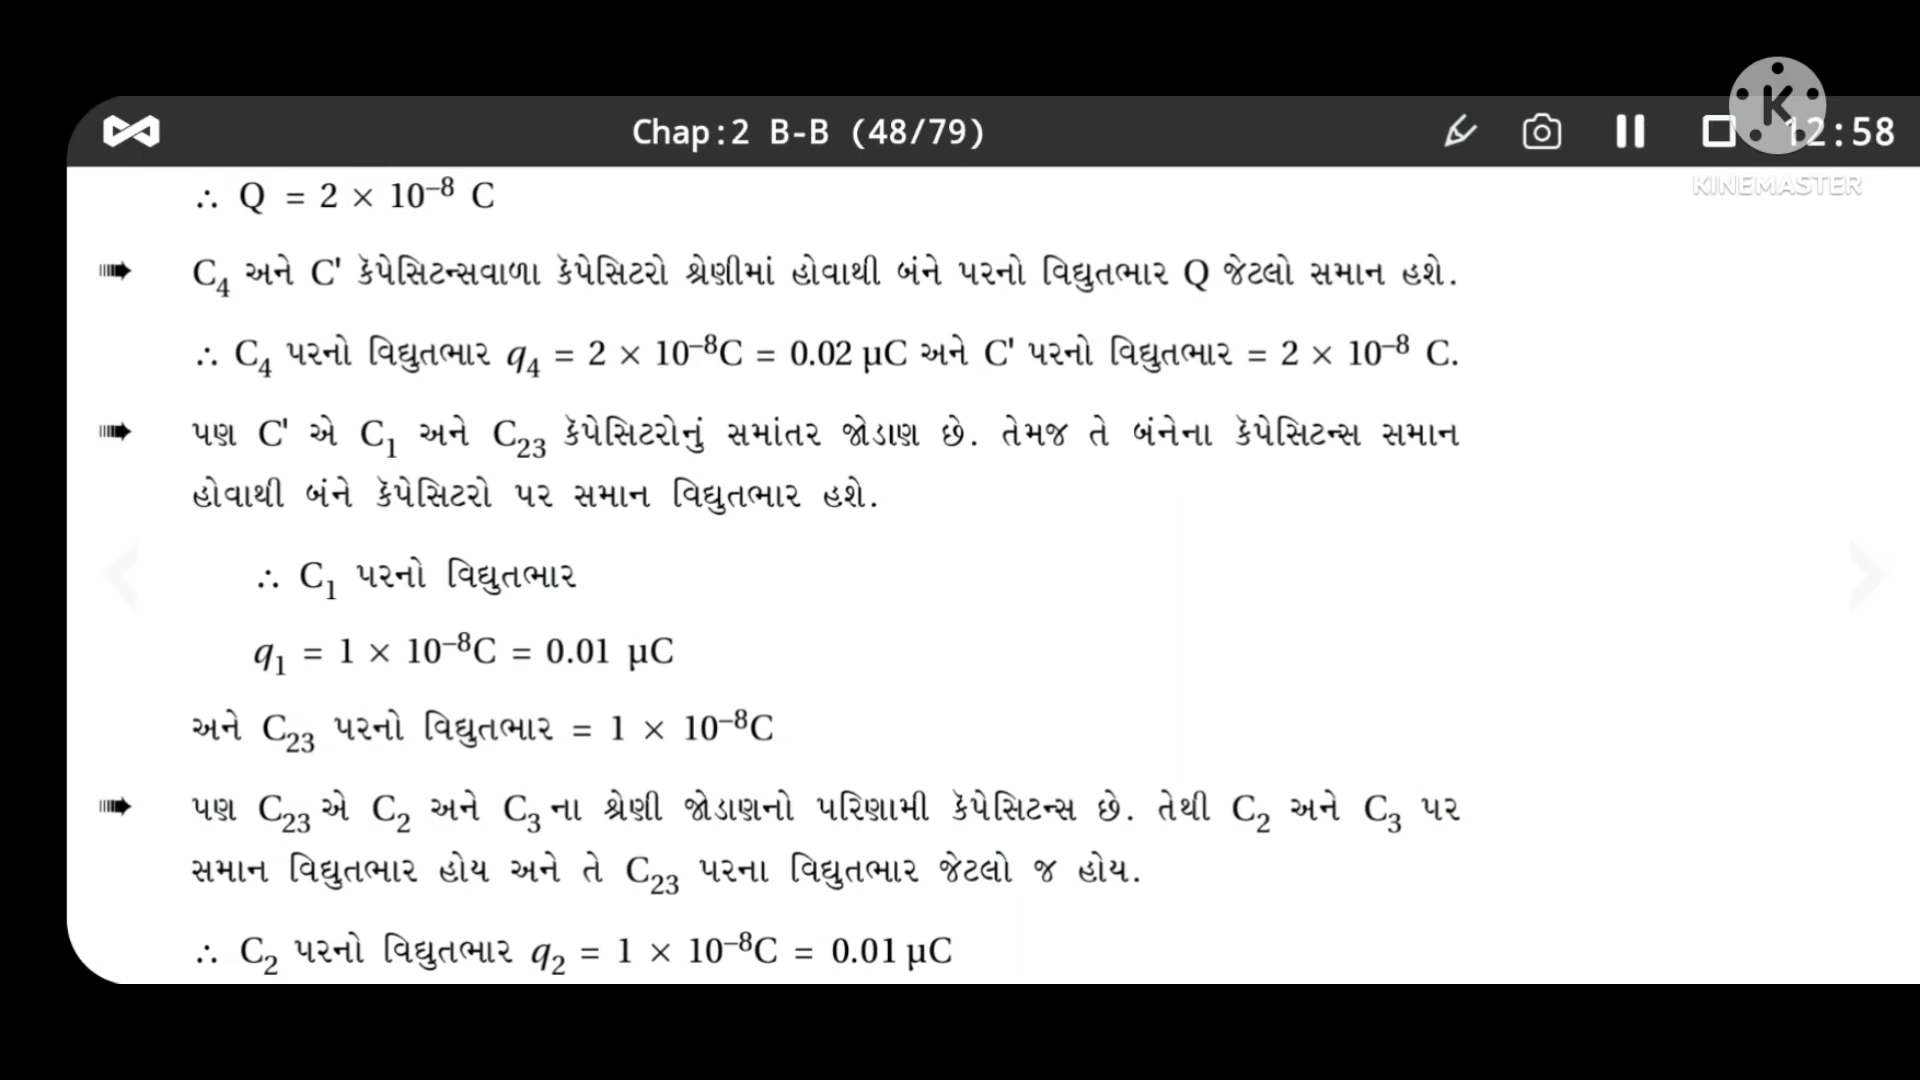 Chap:2 B-B (48/79)
12:58
KINEMASTER
∴ Q = 2 × 10⁻⁸ C
C₄ અને C' કૅપેસિટન્સવાળા કૅપેસિટરો શ્રેણીમાં હોવાથી બંને પરનો વિદ્યુતભાર Q જેટલો સમાન હશે.
∴ C₄ પરનો વિદ્યુતભાર q₄ = 2 × 10⁻⁸C = 0.02 µC અને C' પરનો વિદ્યુતભાર = 2 × 10⁻⁸ C.
પણ C' એ C₁ અને C₂₃ કૅપેસિટરોનું સમાંતર જોડાણ છે. તેમજ તે બંનેના કૅપેસિટન્સ સમાન
હોવાથી બંને કૅપેસિટરો પર સમાન વિદ્યુતભાર હશે.
∴ C₁ પરનો વિદ્યુતભાર
q₁ = 1 × 10⁻⁸C = 0.01 µC
અને C₂₃ પરનો વિદ્યુતભાર = 1 × 10⁻⁸C
પણ C₂₃ એ C₂ અને C₃ ના શ્રેણી જોડાણનો પરિણામી કૅપેસિટન્સ છે. તેથી C₂ અને C₃ પર
સમાન વિદ્યુતભાર હોય અને તે C₂₃ પરના વિદ્યુતભાર જેટલો જ હોય.
∴ C₂ પરનો વિદ્યુતભાર q₂ = 1 × 10⁻⁸C = 0.01 µC